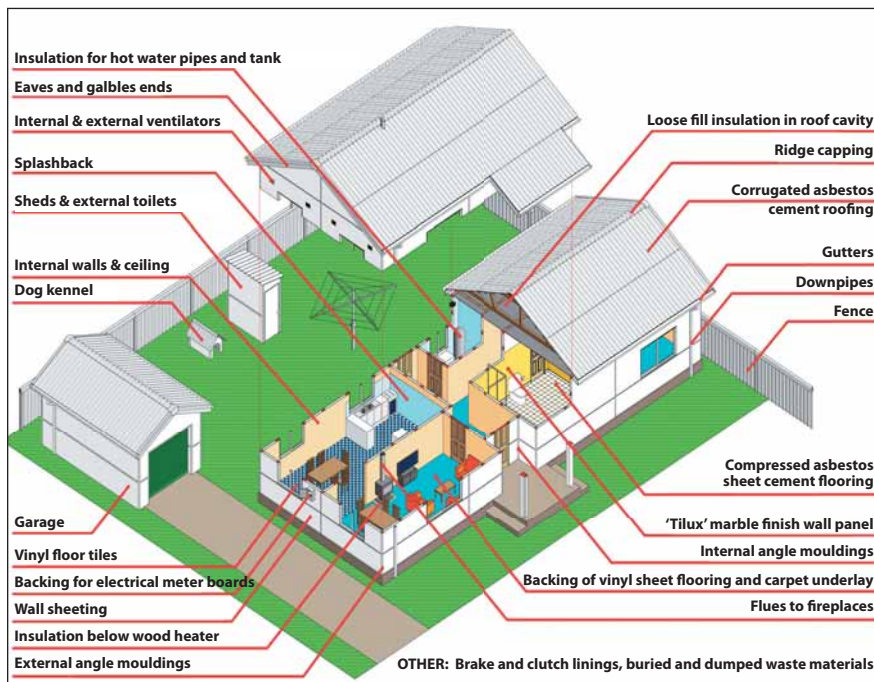 Insulation for hot water pipes and tank
Eaves and galbles ends
Internal & external ventilators
Splashback
Sheds & external toilets
Internal walls & ceiling
Dog kennel
Garage
Vinyl floor tiles
Backing for electrical meter boards
Wall sheeting
Insulation below wood heater
External angle mouldings
Loose fill insulation in roof cavity
Ridge capping
Corrugated asbestos
cement roofing
Gutters
Downpipes
Fence
Compressed asbestos
sheet cement flooring
‘Tilux’ marble finish wall panel
Internal angle mouldings
Backing of vinyl sheet flooring and carpet underlay
Flues to fireplaces
OTHER: Brake and clutch linings, buried and dumped waste materials